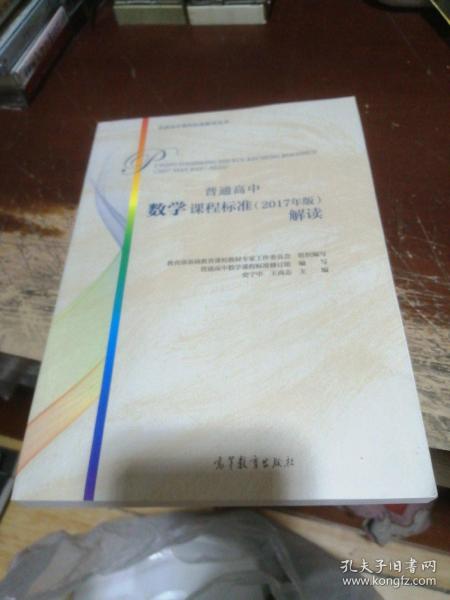 普通高中
数学 课程标准（2017年版）
解读
教育部基础教育课程教材专家工作委员会 组织编写
普通高中数学课程标准修订组 编 写
史宁中 王尚志 主 编
高等教育出版社
孔夫子旧书网
www.kongfz.com